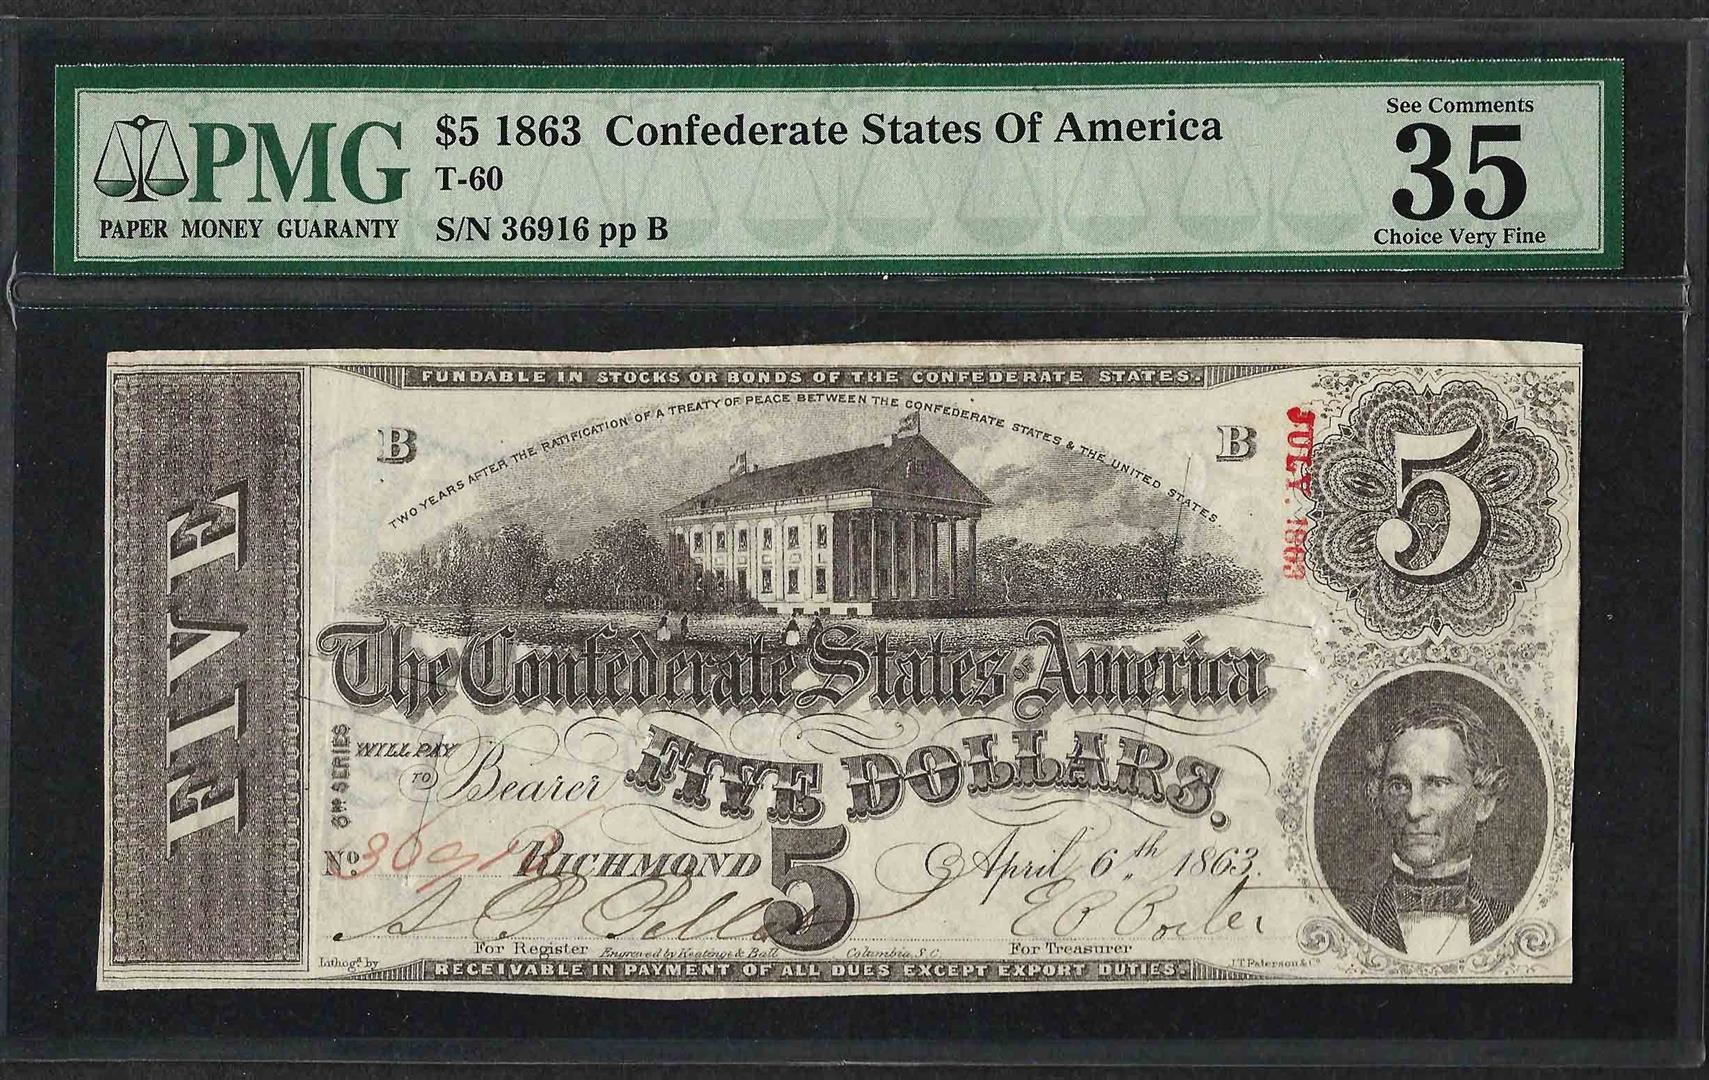 PMG
PAPER MONEY GUARANTY
$5 1863 Confederate States Of America
T-60
S/N 36916 pp B
See Comments
35
Choice Very Fine
FUNDABLE IN STOCKS OR BONDS OF THE CONFEDERATE STATES.
TWO YEARS AFTER THE RATIFICATION OF A TREATY OF PEACE BETWEEN THE CONFEDERATE STATES & THE UNITED STATES.
B
B
JULY. 1863
5
FIVE
The Confederate States OF America
WILL PAY
TO Bearer FIVE DOLLARS.
3RD SERIES
No. 36916 RICHMOND 5 April 6th 1863.
For Register
Engraved by Keatinge & Ball
Columbia, S.C.
For Treasurer
Lithog'd by
J.T. Paterson & Co
RECEIVABLE IN PAYMENT OF ALL DUES EXCEPT EXPORT DUTIES.